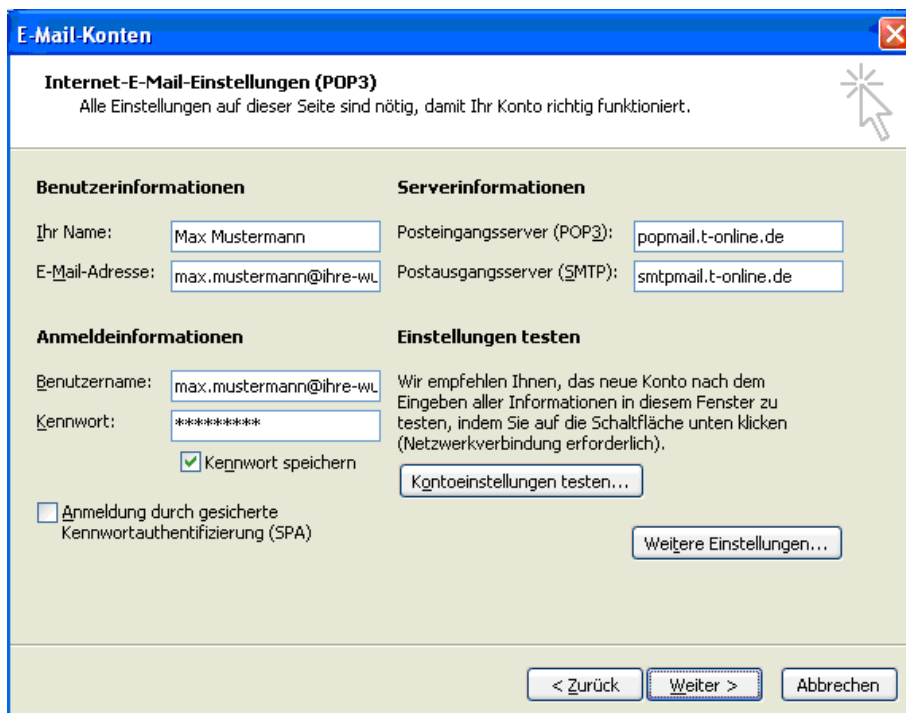 E-Mail-Konten
Internet-E-Mail-Einstellungen (POP3)
Alle Einstellungen auf dieser Seite sind nötig, damit Ihr Konto richtig funktioniert.
Benutzerinformationen
Ihr Name: Max Mustermann
E-Mail-Adresse: max.mustermann@ihre-wu
Serverinformationen
Posteingangsserver (POP3): popmail.t-online.de
Postausgangsserver (SMTP): smtpmail.t-online.de
Anmeldeinformationen
Benutzername: max.mustermann@ihre-wu
Kennwort: *********
Kennwort speichern
Anmeldung durch gesicherte
Kennwortauthentifizierung (SPA)
Einstellungen testen
Wir empfehlen Ihnen, das neue Konto nach dem
Eingeben aller Informationen in diesem Fenster zu
testen, indem Sie auf die Schaltfläche unten klicken
(Netzwerkverbindung erforderlich).
Kontoeinstellungen testen...
Weitere Einstellungen...
< Zurück
Weiter >
Abbrechen